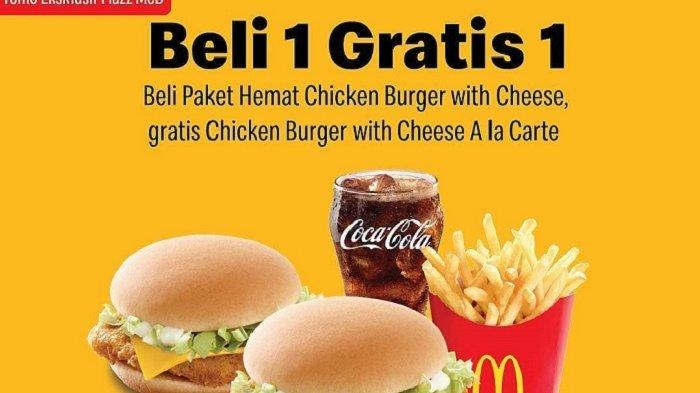 Beli 1 Gratis 1
Beli Paket Hemat Chicken Burger with Cheese,
gratis Chicken Burger with Cheese A la Carte
Coca-Cola